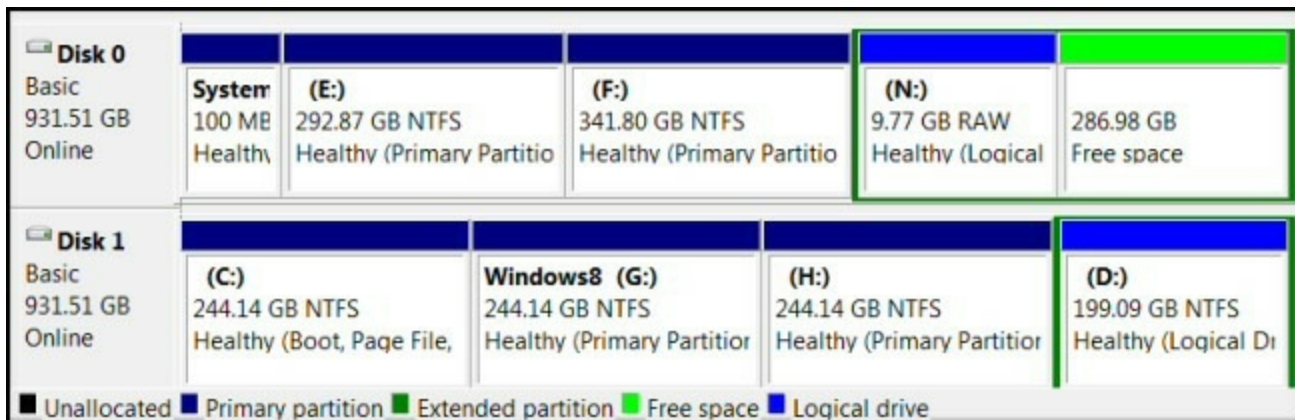 Disk 0
Basic
931.51 GB
Online
System
100 MB
Healthy
(E:)
292.87 GB NTFS
Healthy (Primary Partitio
(F:)
341.80 GB NTFS
Healthy (Primary Partitio
(N:)
9.77 GB RAW
Healthy (Logical
286.98 GB
Free space
Disk 1
Basic
931.51 GB
Online
(C:)
244.14 GB NTFS
Healthy (Boot, Page File,
Windows8 (G:)
244.14 GB NTFS
Healthy (Primary Partition
(H:)
244.14 GB NTFS
Healthy (Primary Partition
(D:)
199.09 GB NTFS
Healthy (Logical Dr
Unallocated Primary partition Extended partition Free space Logical drive